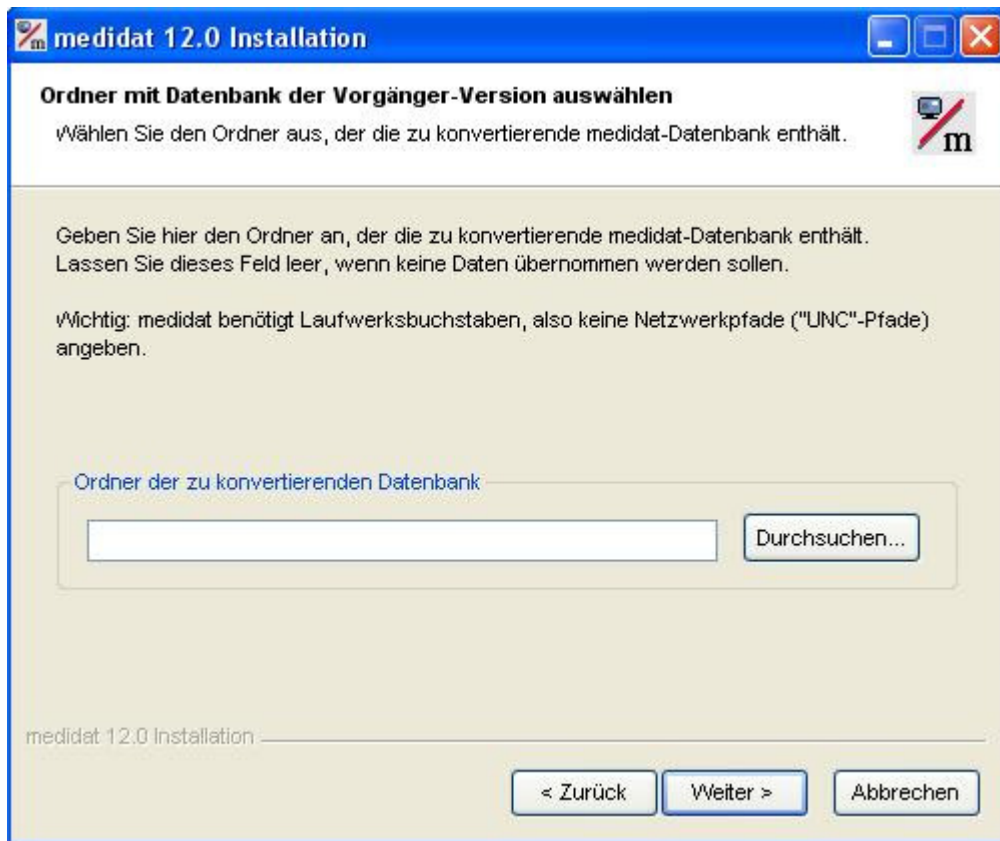 medidat 12.0 Installation
Ordner mit Datenbank der Vorgänger-Version auswählen
Wählen Sie den Ordner aus, der die zu konvertierende medidat-Datenbank enthält.
m
Geben Sie hier den Ordner an, der die zu konvertierende medidat-Datenbank enthält.
Lassen Sie dieses Feld leer, wenn keine Daten übernommen werden sollen.
Wichtig: medidat benötigt Laufwerksbuchstaben, also keine Netzwerkpfade ("UNC"-Pfade)
angeben.
Ordner der zu konvertierenden Datenbank
Durchsuchen...
medidat 12.0 Installation
< Zurück Weiter > Abbrechen